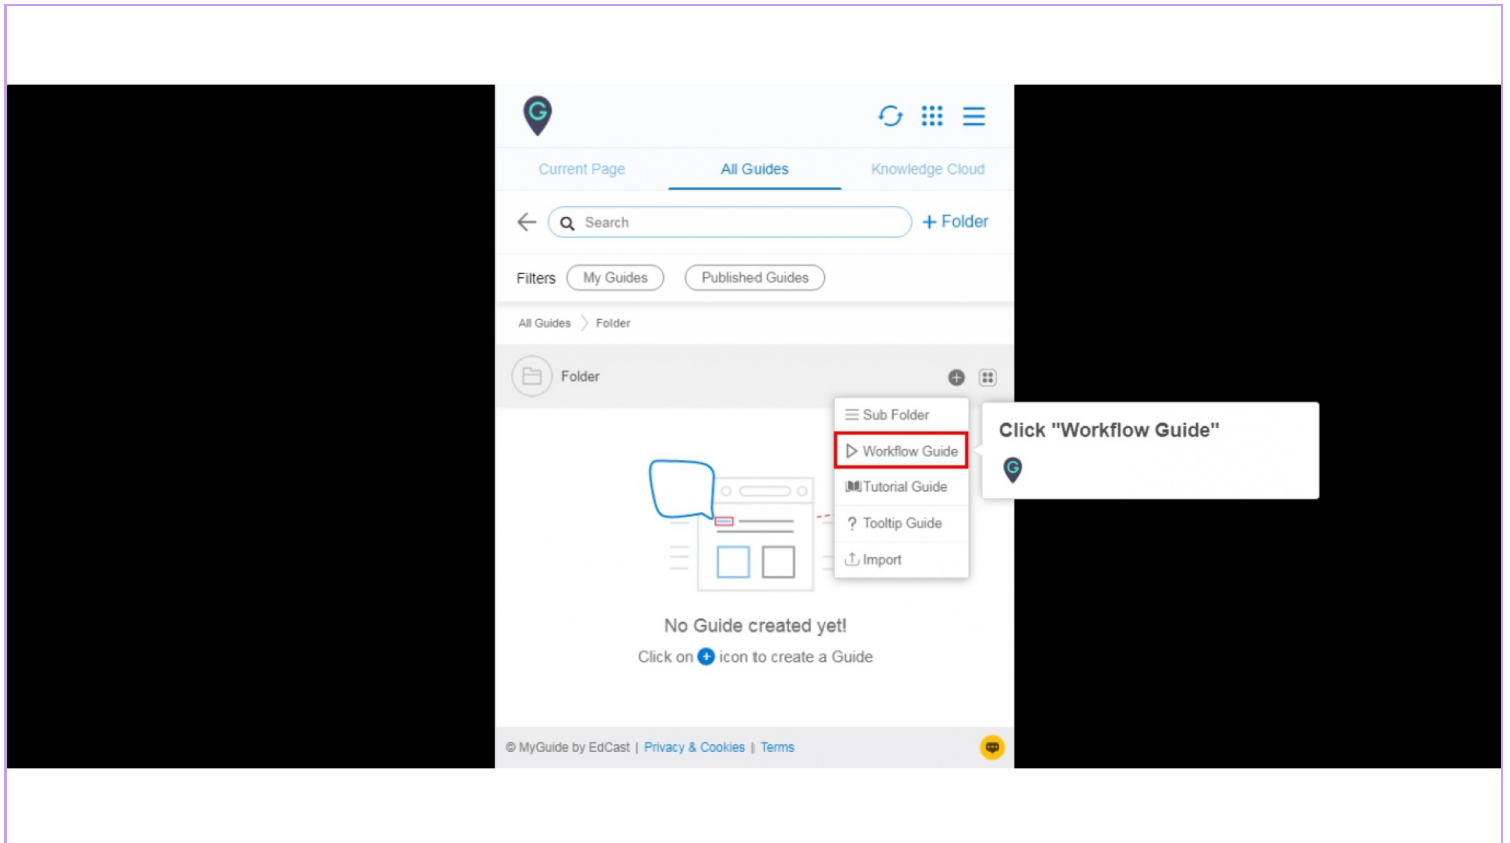 G
Current Page
All Guides
Knowledge Cloud
Search
+ Folder
Filters
My Guides
Published Guides
All Guides
Folder
Folder
Sub Folder
Workflow Guide
Tutorial Guide
? Tooltip Guide
Import
Click "Workflow Guide"
G
No Guide created yet!
Click on + icon to create a Guide
© MyGuide by EdCast | Privacy & Cookies | Terms